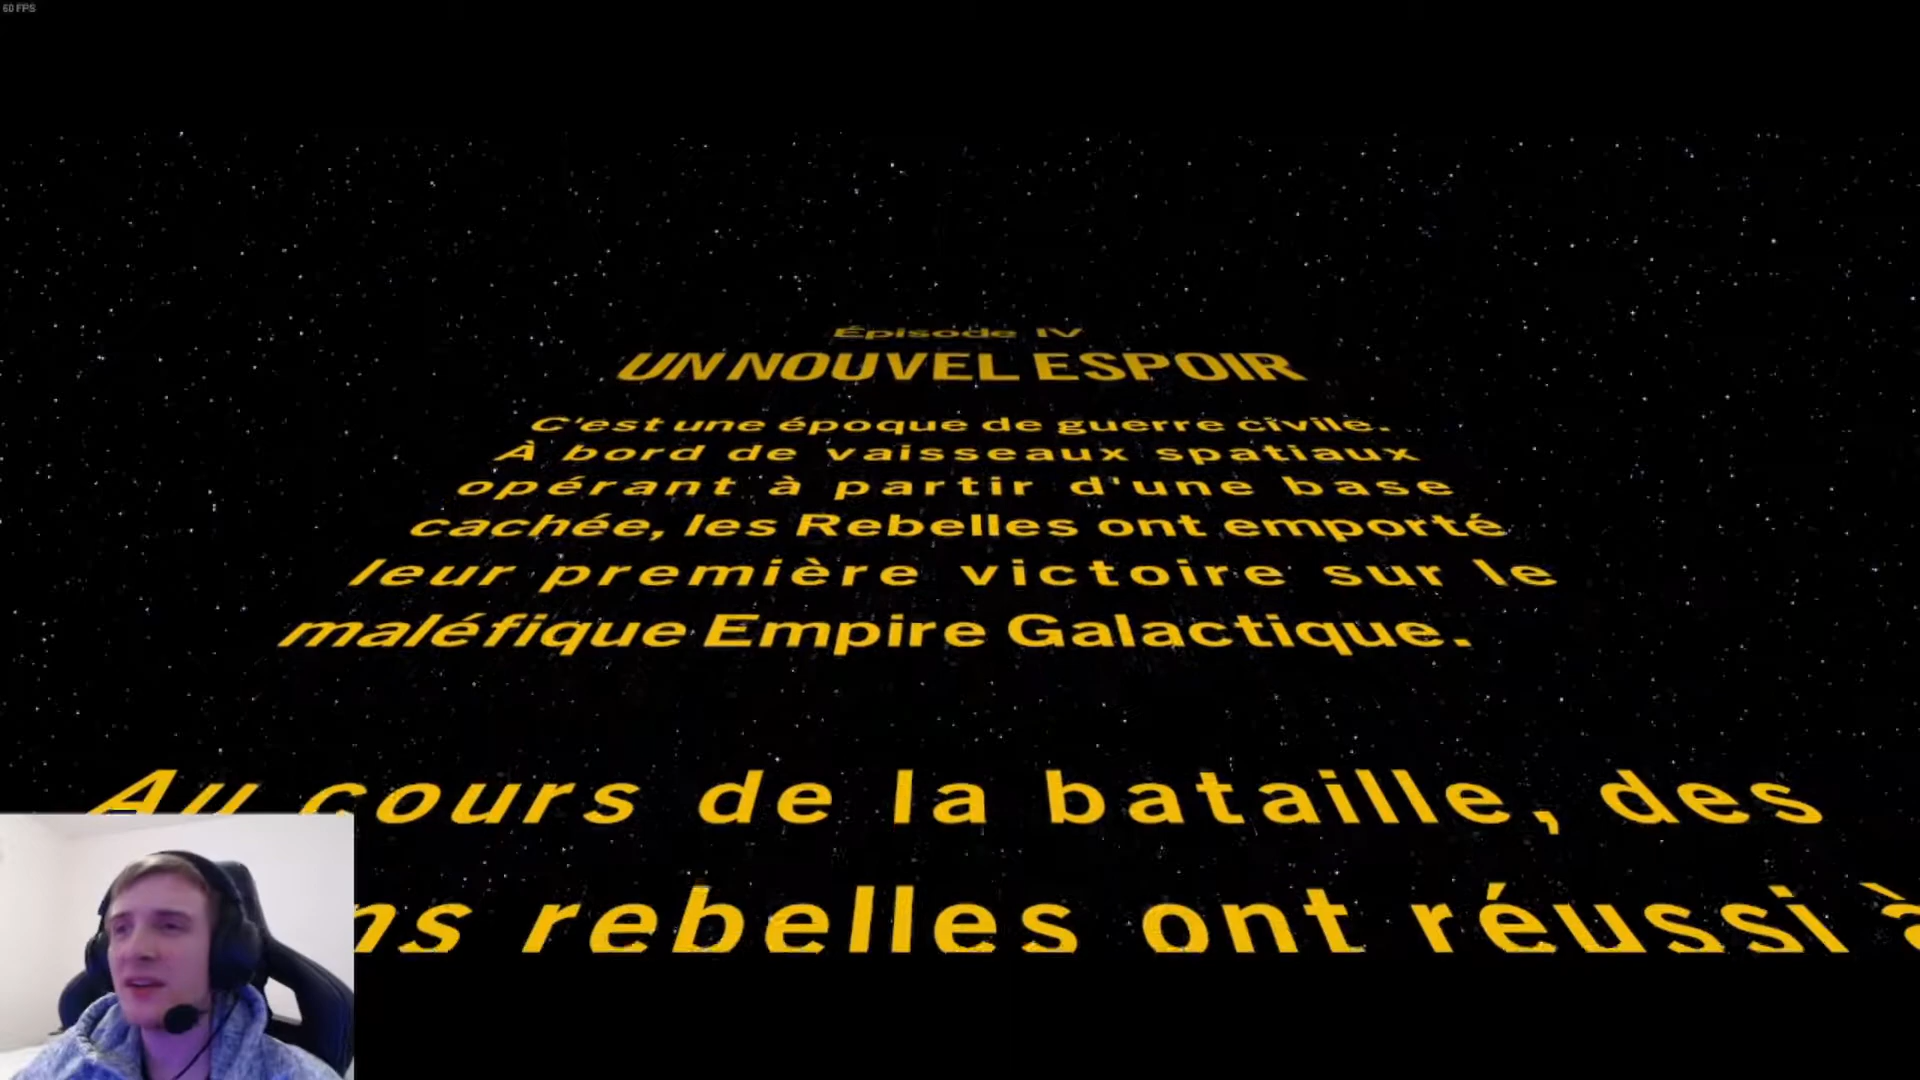 60 FPS
Épisode IV
UN NOUVEL ESPOIR
C'est une époque de guerre civile.
À bord de vaisseaux spatiaux
opérant à partir d'une base
cachée, les Rebelles ont emporté
leur première victoire sur le
maléfique Empire Galactique.
Au cours de la bataille, des
rebelles ont réussi à